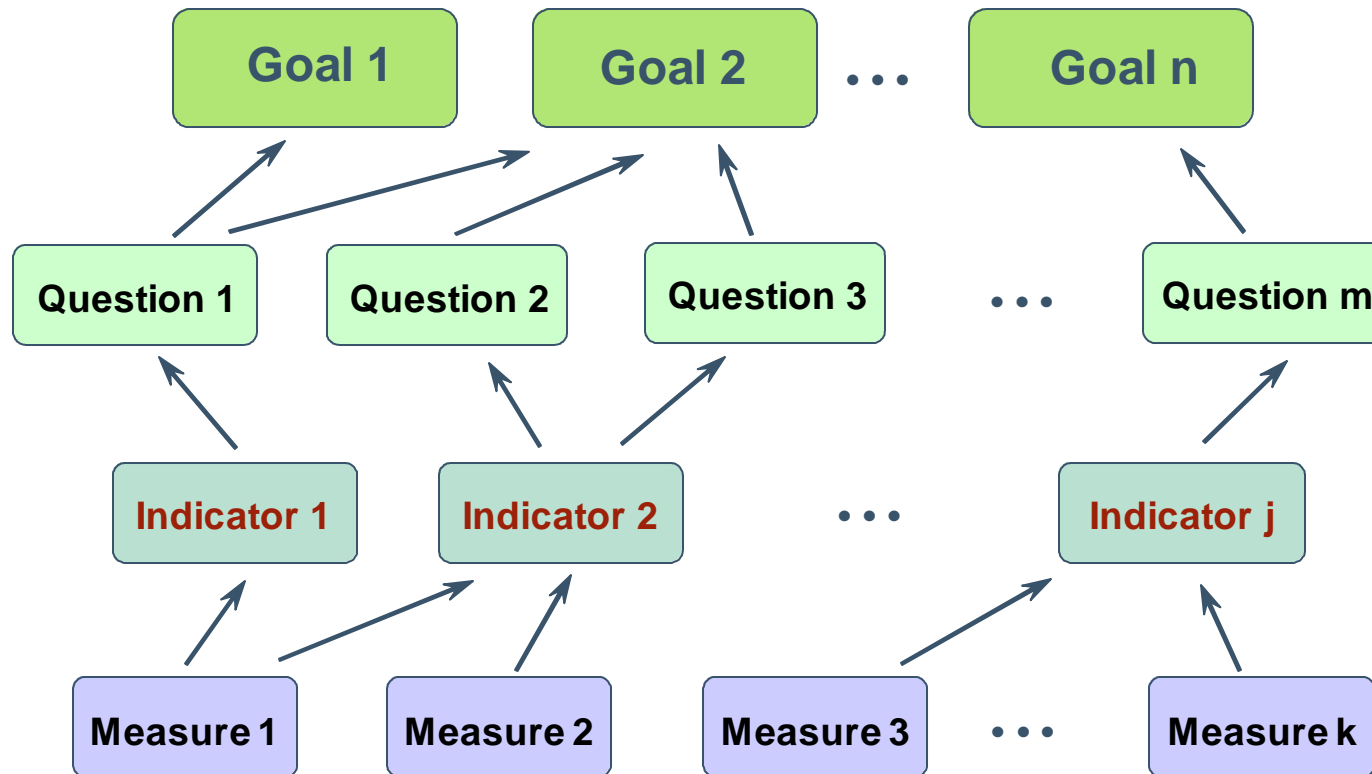 Goal 1 Goal 2 ... Goal n
Question 1 Question 2 Question 3 ... Question m
Indicator 1 Indicator 2 ... Indicator j
Measure 1 Measure 2 Measure 3 ... Measure k